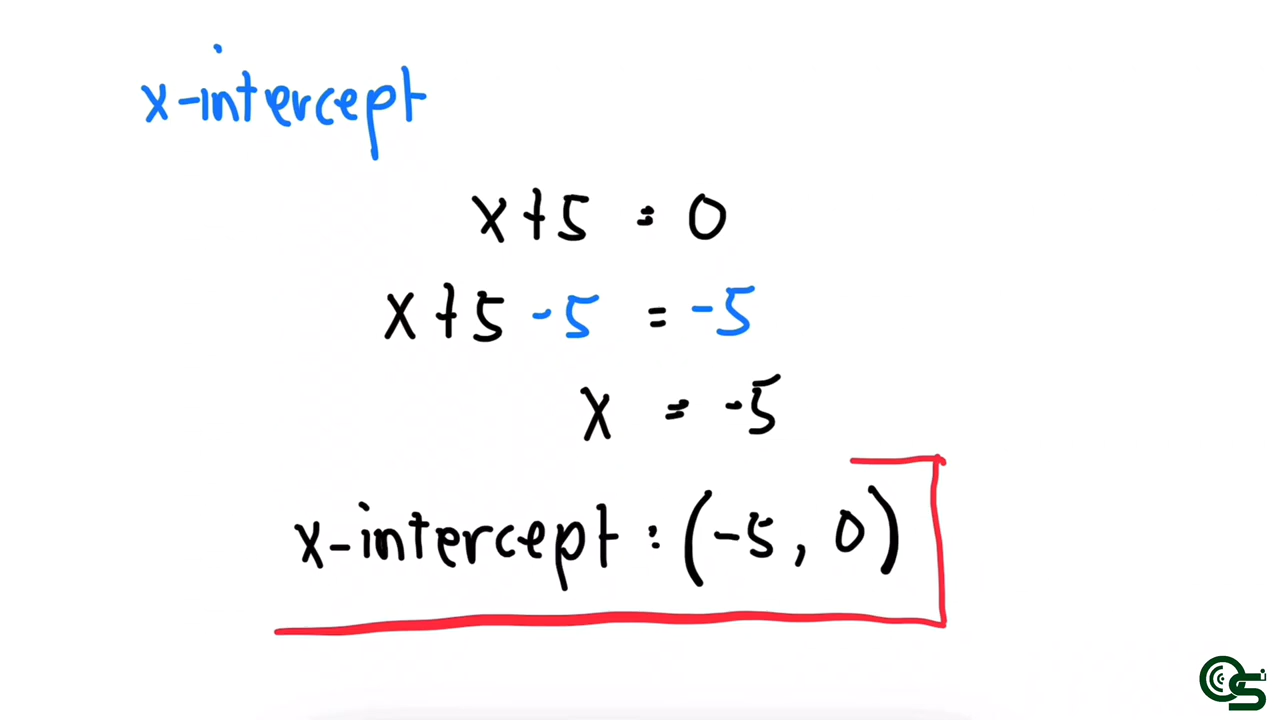 x-intercept
x+5 = 0
x+5-5 = -5
x = -5
x-intercept: (-5, 0)